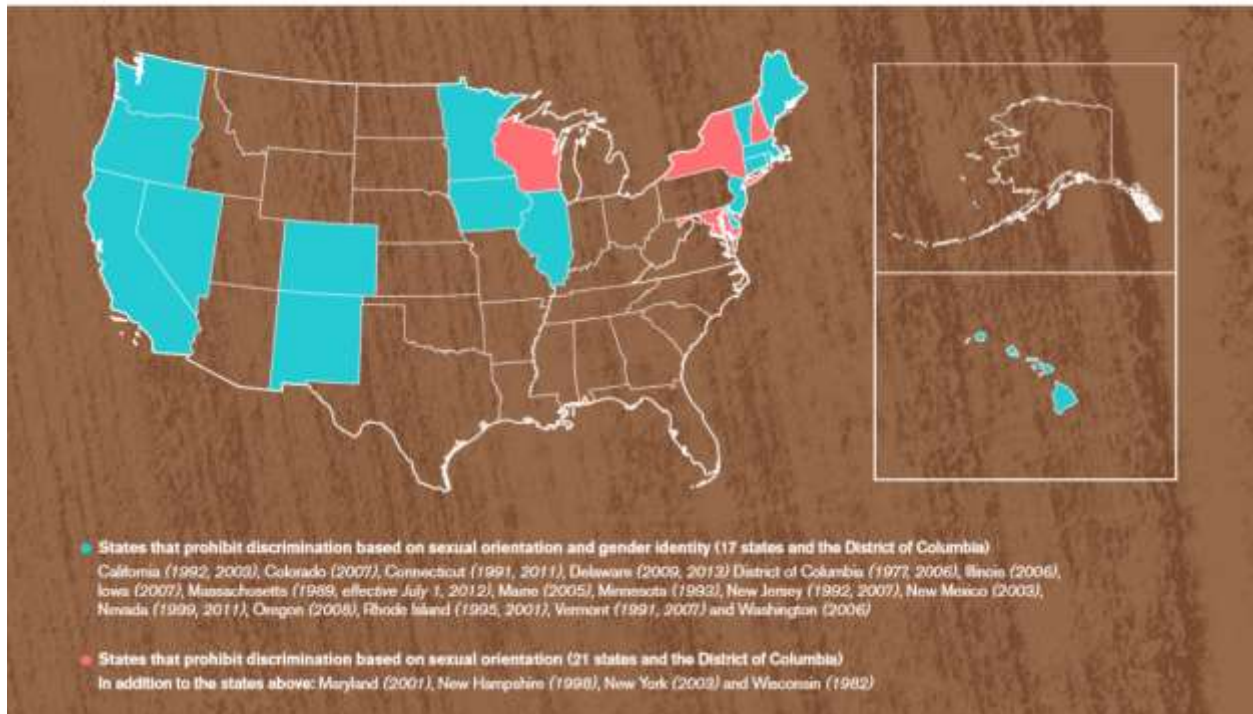 States that prohibit discrimination based on sexual orientation and gender identity (17 states and the District of Columbia)
California (1992, 2003), Colorado (2007), Connecticut (1991, 2011), Delaware (2009, 2013) District of Columbia (1977, 2006), Illinois (2006),
Iowa (2007), Massachusetts (1989, effective July 1, 2012), Maine (2005), Minnesota (1993), New Jersey (1992, 2007), New Mexico (2003),
Nevada (1999, 2011), Oregon (2008), Rhode Island (1995, 2001), Vermont (1991, 2007) and Washington (2006)
States that prohibit discrimination based on sexual orientation (21 states and the District of Columbia)
In addition to the states above: Maryland (2001), New Hampshire (1998), New York (2003) and Wisconsin (1982)